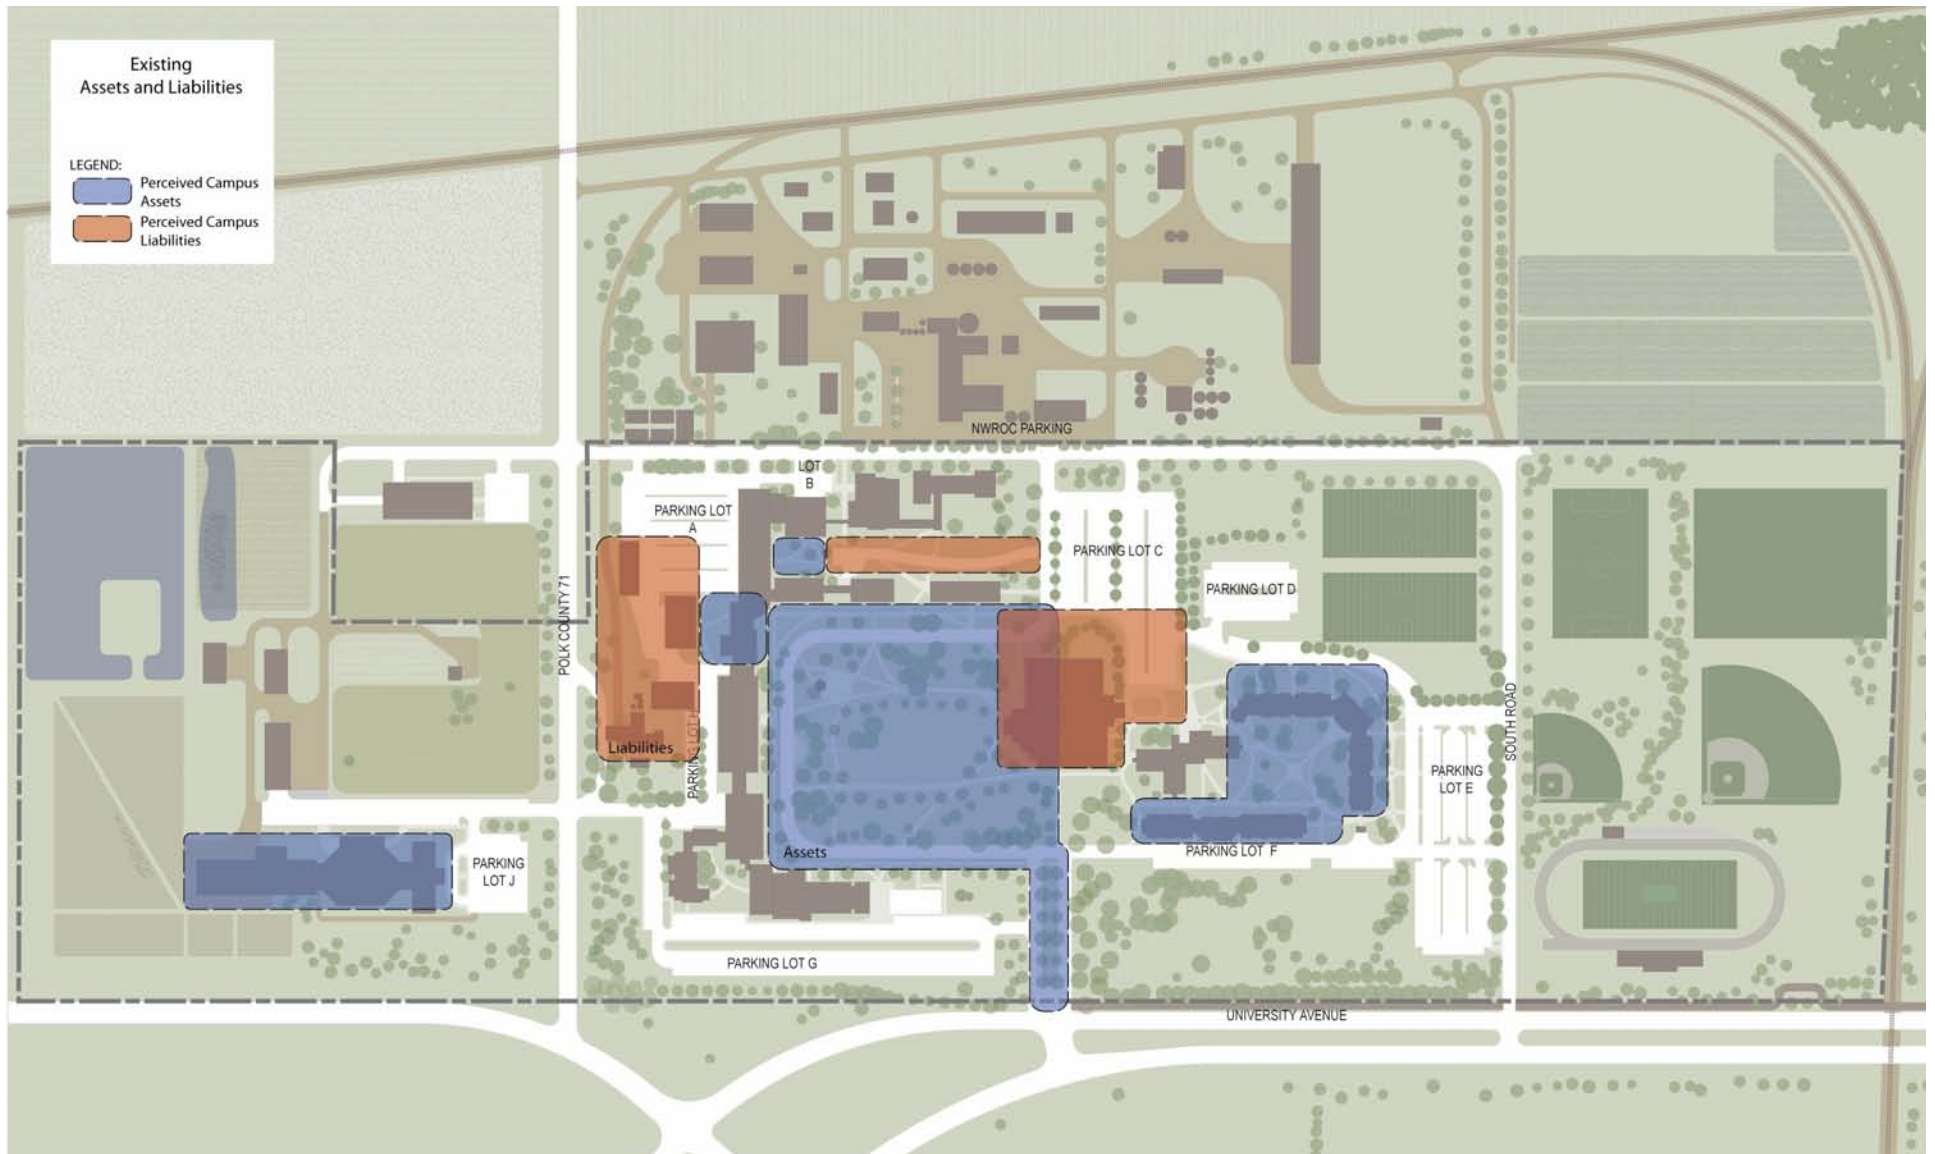 Existing
Assets and Liabilities
LEGEND:
Perceived Campus
Assets
Perceived Campus
Liabilities
NWROC PARKING
LOT
B
PARKING LOT
A
PARKING LOT C
PARKING LOT D
POLK COUNTY 71
SOUTH ROAD
Liabilities
PARKING LOT
PARKING
LOT E
Assets
PARKING LOT F
PARKING
LOT J
PARKING LOT G
UNIVERSITY AVENUE